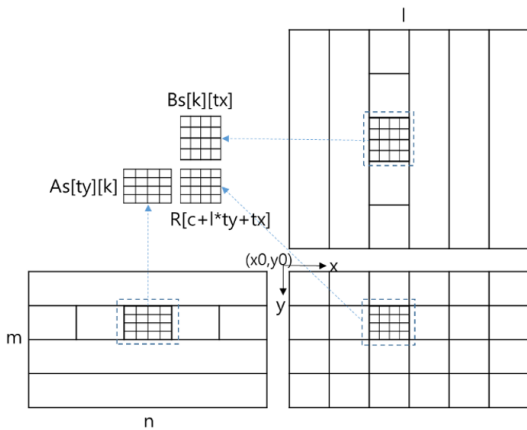 l
Bs[k][tx]
As[ty][k]
R[c+l*ty+tx]
(x0,y0)
x
y
m
n